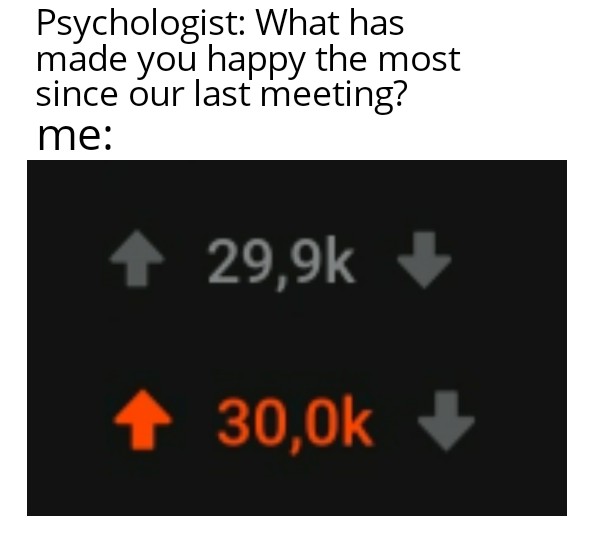 Psychologist: What has
made you happy the most
since our last meeting?
me:
29,9k
30,0k